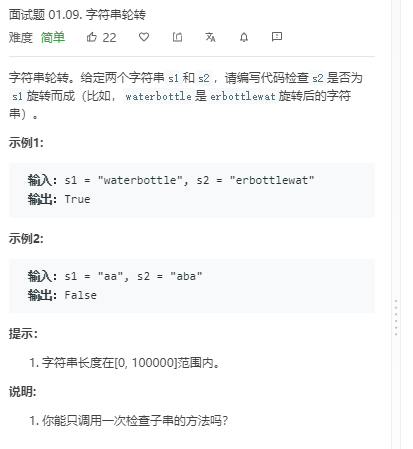 面试题 01.09. 字符串轮转
难度 简单 22
字符串轮转。给定两个字符串 s1 和 s2 ，请编写代码检查 s2 是否为
s1 旋转而成（比如， waterbottle 是 erbottlewat 旋转后的字符
串）。
示例1:
输入: s1 = "waterbottle", s2 = "erbottlewat"
输出: True
示例2:
输入: s1 = "aa", s2 = "aba"
输出: False
提示：
1. 字符串长度在[0, 100000]范围内。
说明:
1. 你能只调用一次检查子串的方法吗？